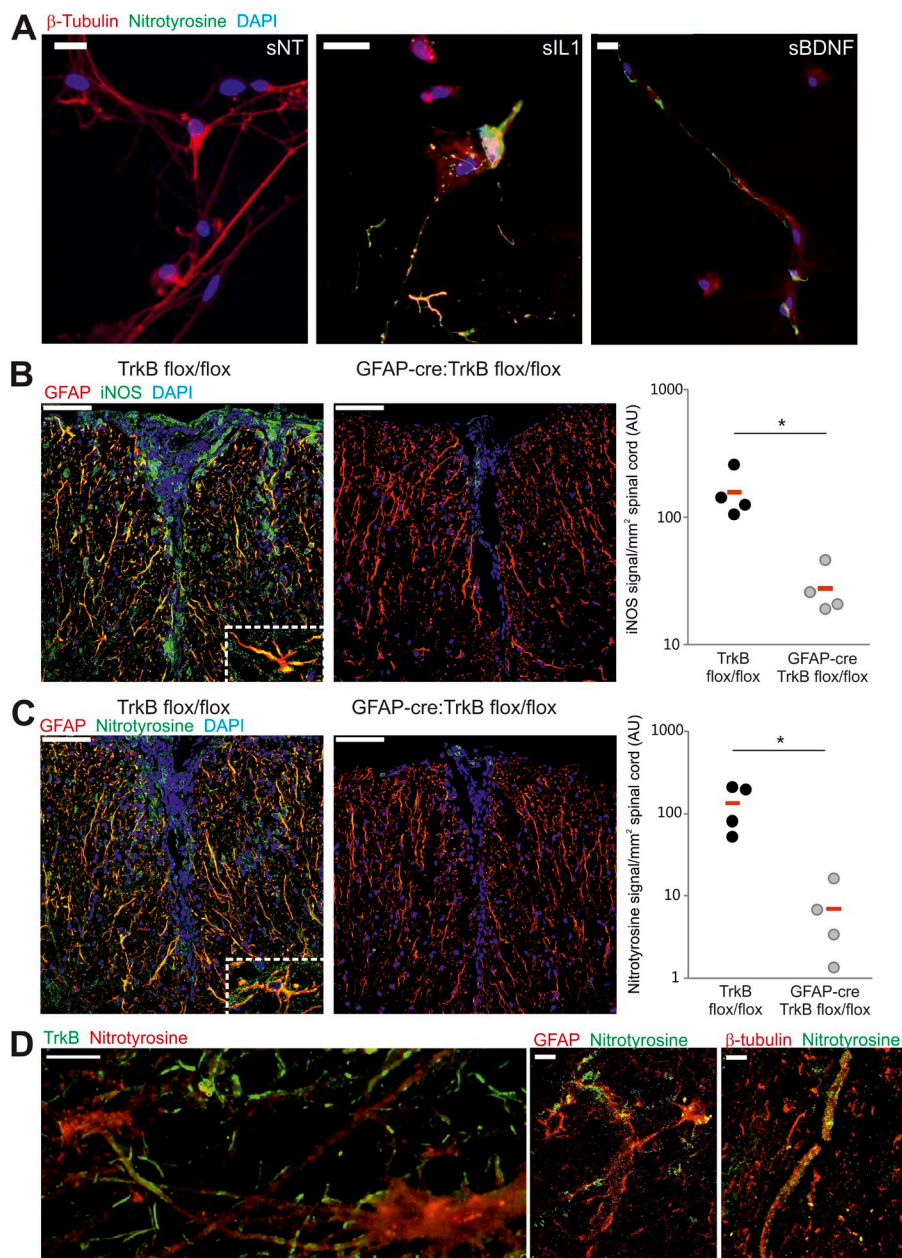 A
β-Tubulin Nitrotyrosine DAPI
sNT
sIL1
sBDNF
B
TrkB flox/flox
GFAP-cre:TrkB flox/flox
GFAP iNOS DAPI
iNOS signal/mm² spinal cord (AU)
1000
100
10
*
TrkB
flox/flox
GFAP-cre
TrkB flox/flox
C
TrkB flox/flox
GFAP-cre:TrkB flox/flox
GFAP Nitrotyrosine DAPI
Nitrotyrosine signal/mm² spinal cord (AU)
1000
100
10
1
*
TrkB
flox/flox
GFAP-cre
TrkB flox/flox
D
TrkB Nitrotyrosine
GFAP Nitrotyrosine
β-tubulin Nitrotyrosine